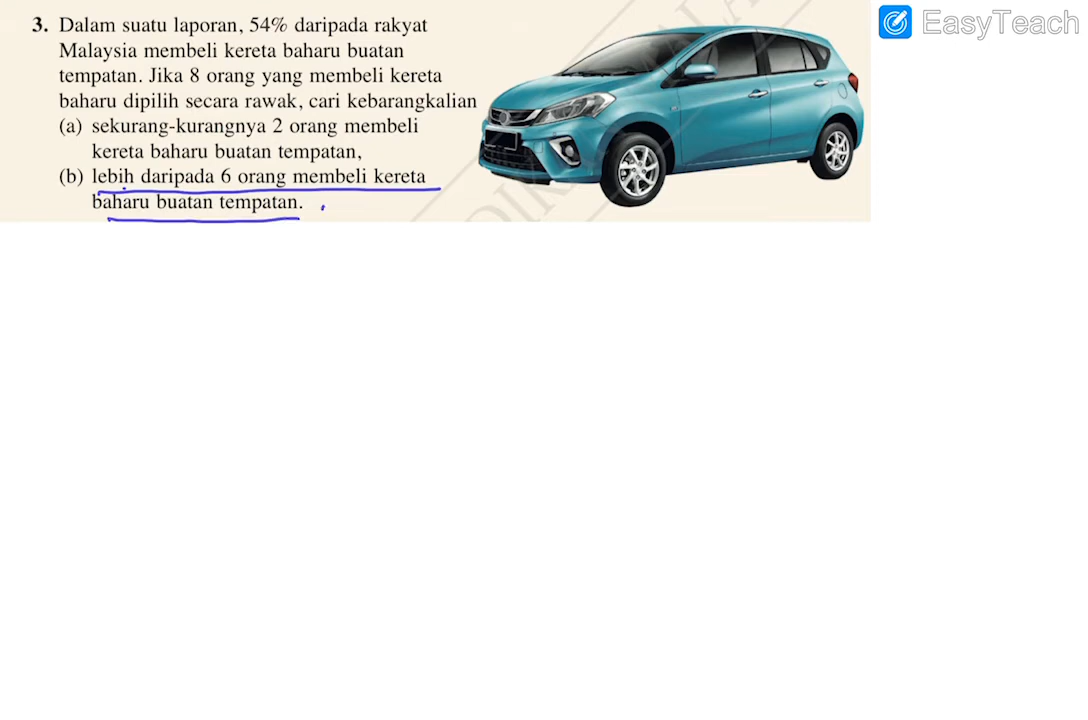 3. Dalam suatu laporan, 54% daripada rakyat
Malaysia membeli kereta baharu buatan
tempatan. Jika 8 orang yang membeli kereta
baharu dipilih secara rawak, cari kebarangkalian
(a) sekurang-kurangnya 2 orang membeli
kereta baharu buatan tempatan,
(b) lebih daripada 6 orang membeli kereta
baharu buatan tempatan.
EasyTeach